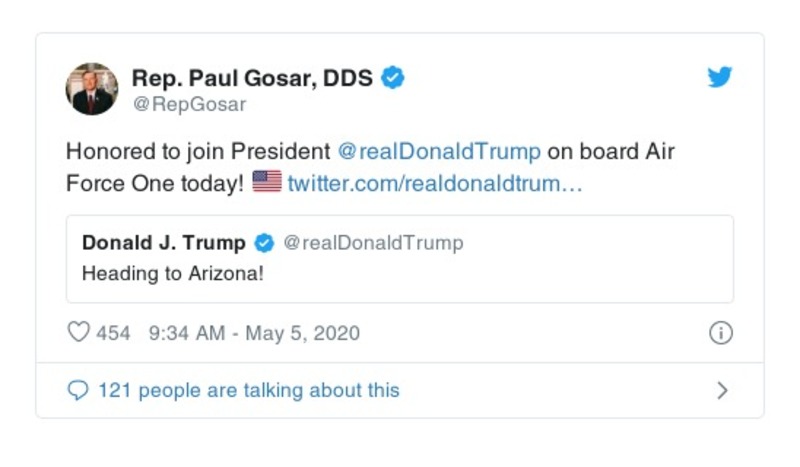 Rep. Paul Gosar, DDS
@RepGosar
Honored to join President @realDonaldTrump on board Air
Force One today! 🇺🇸 twitter.com/realdonaldtrum…
Donald J. Trump @realDonaldTrump
Heading to Arizona!
454 9:34 AM - May 5, 2020
121 people are talking about this